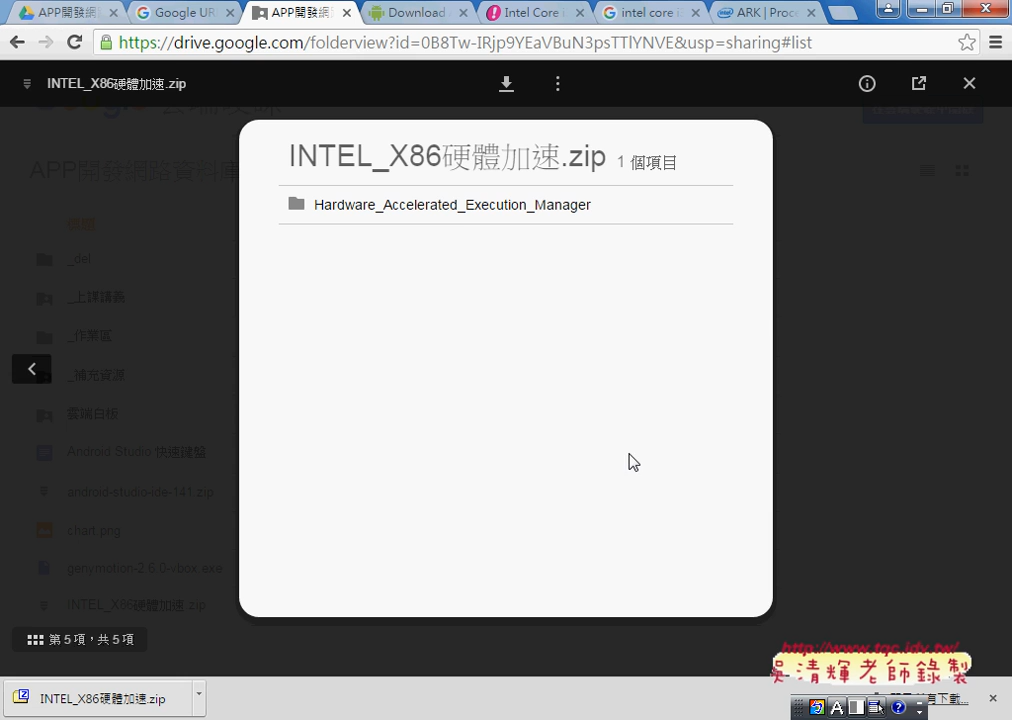 APP開發網
Google UR
APP開發網
Download
Intel Core i
intel core i
ARK | Proc
https://drive.google.com/folderview?id=0B8Tw-IRjp9YEaVBuN3psTTlYNVE&usp=sharing#list
INTEL_X86硬體加速.zip
APP開發網路資料庫
INTEL_X86硬體加速.zip 1 個項目
Hardware_Accelerated_Execution_Manager
_del
_上課講義
_作業區
_補充資源
雲端白板
Android Studio 快速鍵盤
android-studio-ide-141.zip
chart.png
genymotion-2.6.0-vbox.exe
INTEL_X86硬體加速.zip
第 5 項，共 5 項
http://www.tqc.idv.tw/
吳清輝老師錄製
INTEL_X86硬體加速.zip